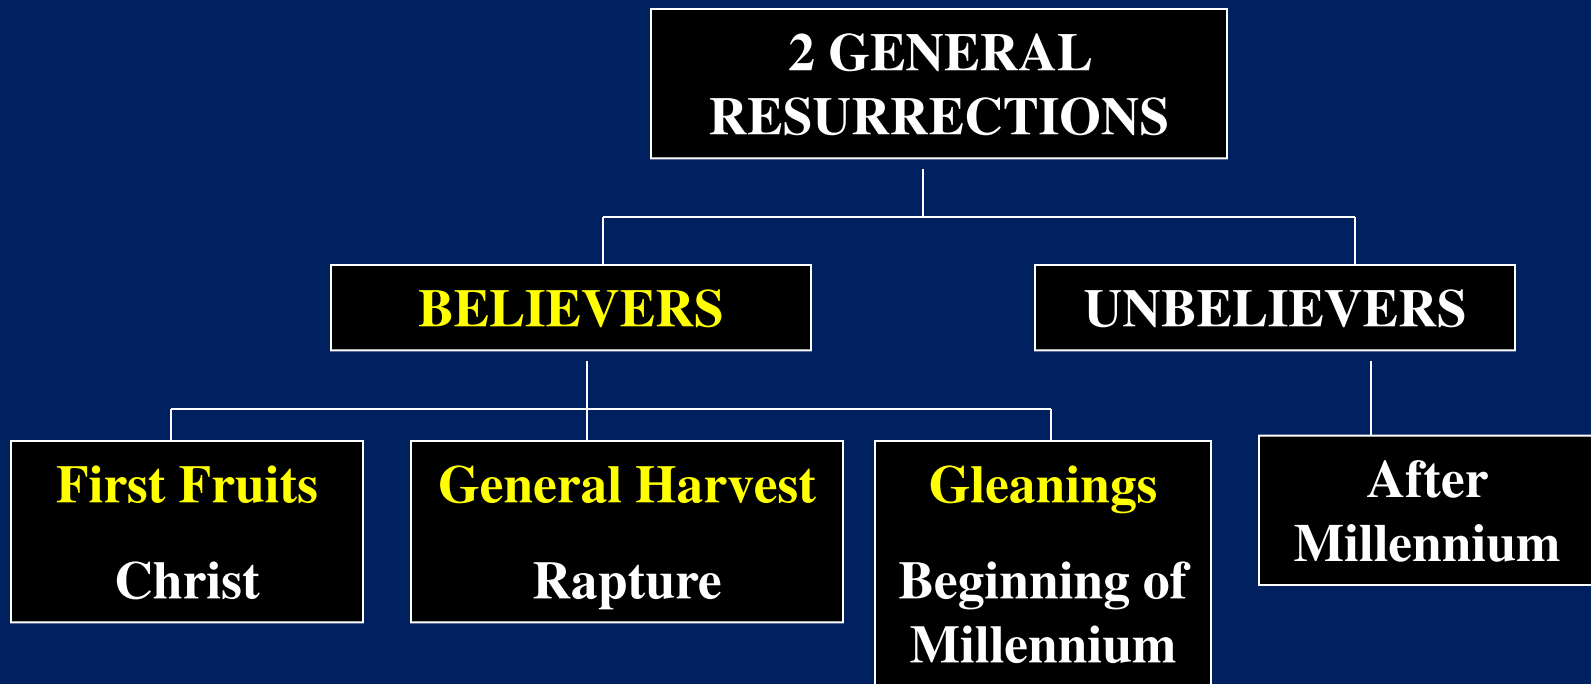 2 GENERAL
RESURRECTIONS
BELIEVERS
UNBELIEVERS
First Fruits
Christ
General Harvest
Rapture
Gleanings
Beginning of
Millennium
After
Millennium